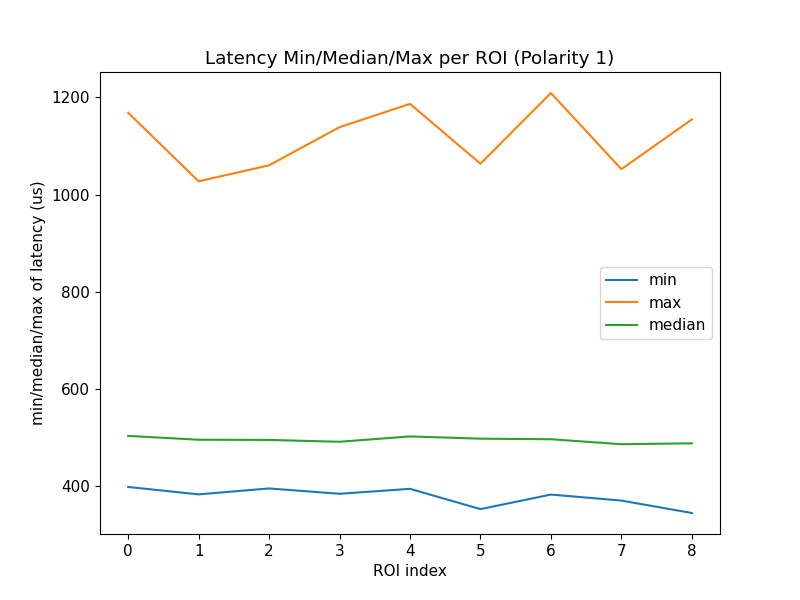 Latency Min/Median/Max per ROI (Polarity 1)
min/median/max of latency (us)
1200
1000
800
600
400
min
max
median
0 1 2 3 4 5 6 7 8
ROI index